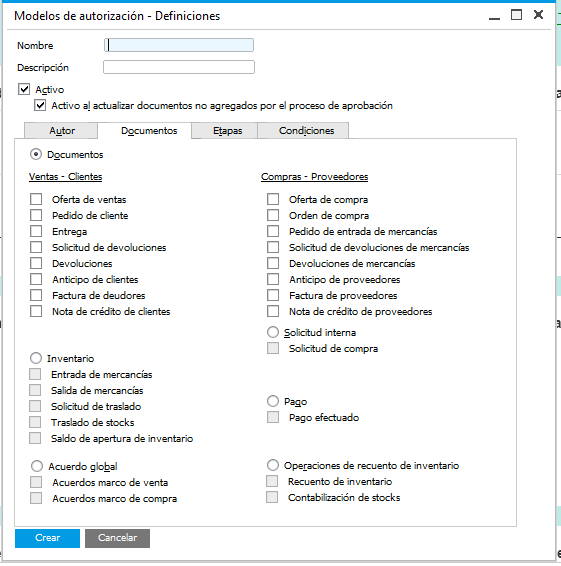 Modelos de autorización - Definiciones
Nombre
Descripción
Activo
Activo al actualizar documentos no agregados por el proceso de aprobación
Autor
Documentos
Etapas
Condiciones
Documentos
Ventas - Clientes
Oferta de ventas
Pedido de cliente
Entrega
Solicitud de devoluciones
Devoluciones
Anticipo de clientes
Factura de deudores
Nota de crédito de clientes
Compras - Proveedores
Oferta de compra
Orden de compra
Pedido de entrada de mercancías
Solicitud de devoluciones de mercancías
Devoluciones de mercancías
Anticipo de proveedores
Factura de proveedores
Nota de crédito de proveedores
Solicitud interna
Solicitud de compra
Inventario
Entrada de mercancías
Salida de mercancías
Solicitud de traslado
Traslado de stocks
Saldo de apertura de inventario
Pago
Pago efectuado
Acuerdo global
Acuerdos marco de venta
Acuerdos marco de compra
Operaciones de recuento de inventario
Recuento de inventario
Contabilización de stocks
Crear
Cancelar